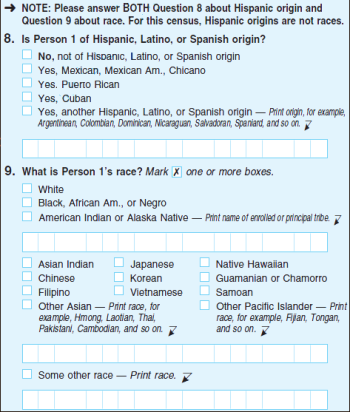 → NOTE: Please answer BOTH Question 8 about Hispanic origin and
Question 9 about race. For this census, Hispanic origins are not races.
8. Is Person 1 of Hispanic, Latino, or Spanish origin?
No, not of Hispanic, Latino, or Spanish origin
Yes, Mexican, Mexican Am., Chicano
Yes. Puerto Rican
Yes, Cuban
Yes, another Hispanic, Latino, or Spanish origin — Print origin, for example,
Argentinean, Colombian, Dominican, Nicaraguan, Salvadoran, Spaniard, and so on.
9. What is Person 1's race? Mark ✗ one or more boxes.
White
Black, African Am., or Negro
American Indian or Alaska Native — Print name of enrolled or principal tribe.
Asian Indian Japanese Native Hawaiian
Chinese Korean Guamanian or Chamorro
Filipino Vietnamese Samoan
Other Asian — Print race, for Other Pacific Islander — Print
example, Hmong, Laotian, Thai, race, for example, Fijian, Tongan,
Pakistani, Cambodian, and so on. and so on.
Some other race — Print race.